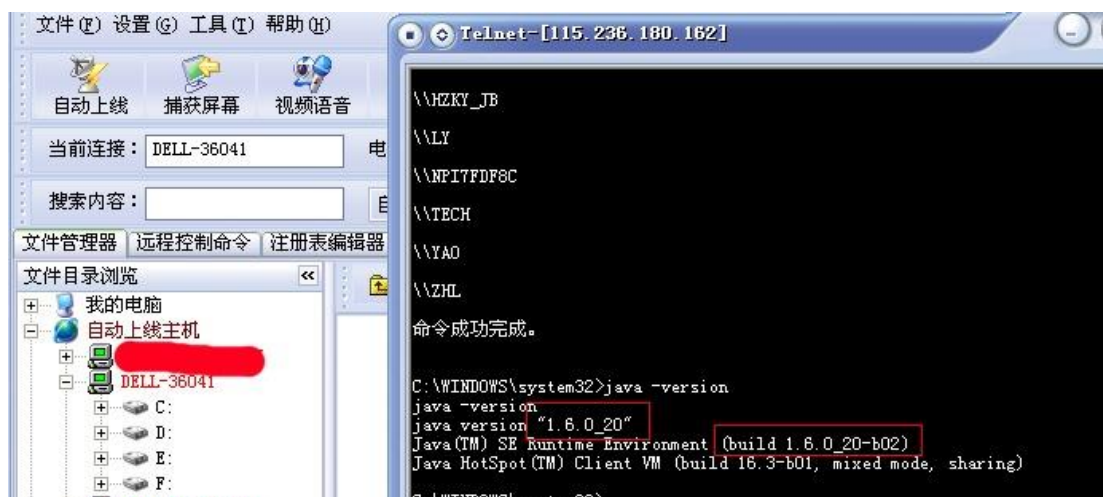 文件(F) 设置(G) 工具(T) 帮助(H)
自动上线 捕获屏幕 视频语音
当前连接： DELL-36041 电
搜索内容：
文件管理器 远程控制命令 注册表编辑器
文件目录浏览 «
我的电脑
自动上线主机
DELL-36041
C:
D:
E:
F:
Telnet-[115.236.180.162]
\\HZKY_JB
\\LY
\\NPI7FDF8C
\\TECH
\\YAO
\\ZHL
命令成功完成。
C:\WINDOWS\system32>java -version
java -version
java version "1.6.0_20"
Java(TM) SE Runtime Environment (build 1.6.0_20-b02)
Java HotSpot(TM) Client VM (build 16.3-b01, mixed mode, sharing)